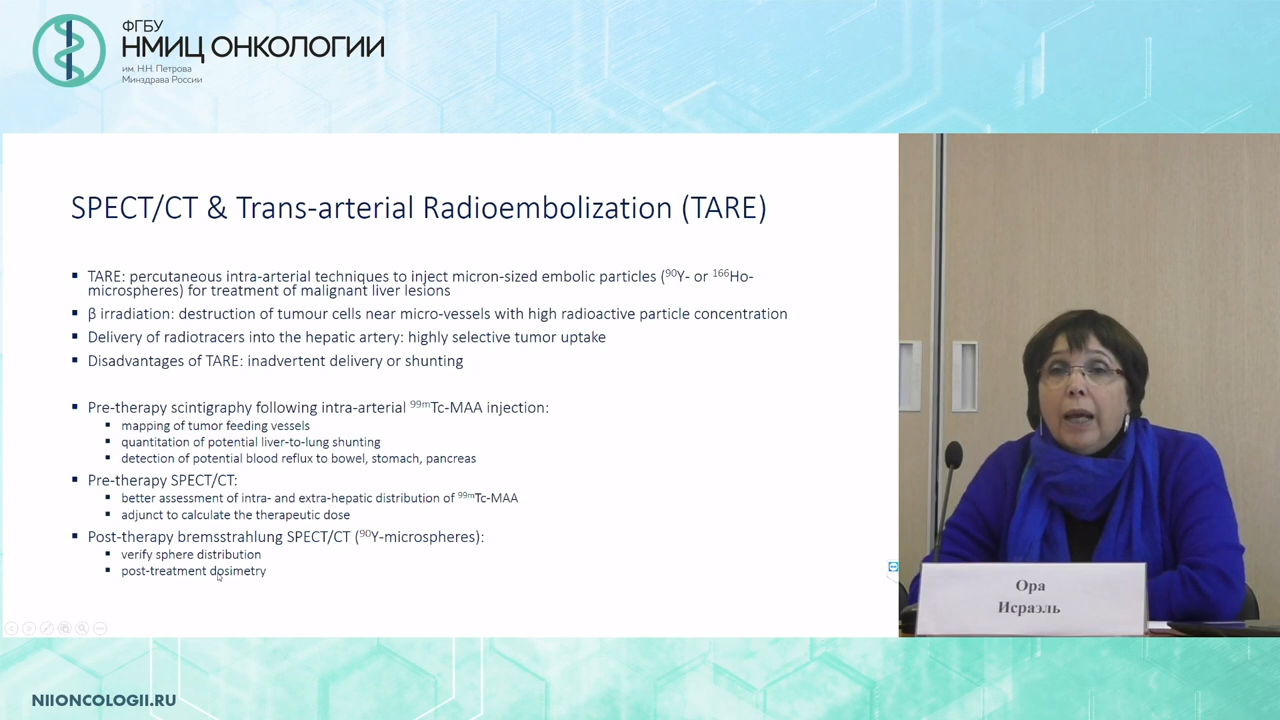 ФГБУ
НМИЦ ОНКОЛОГИИ
им. Н.Н. Петрова
Минздрава России
SPECT/CT & Trans-arterial Radioembolization (TARE)
▪ TARE: percutaneous intra-arterial techniques to inject micron-sized embolic particles (⁹⁰Y- or ¹⁶⁶Ho-
microspheres) for treatment of malignant liver lesions
▪ β irradiation: destruction of tumour cells near micro-vessels with high radioactive particle concentration
▪ Delivery of radiotracers into the hepatic artery: highly selective tumor uptake
▪ Disadvantages of TARE: inadvertent delivery or shunting
▪ Pre-therapy scintigraphy following intra-arterial ⁹⁹ᵐTc-MAA injection:
▪ mapping of tumor feeding vessels
▪ quantitation of potential liver-to-lung shunting
▪ detection of potential blood reflux to bowel, stomach, pancreas
▪ Pre-therapy SPECT/CT:
▪ better assessment of intra- and extra-hepatic distribution of ⁹⁹ᵐTc-MAA
▪ adjunct to calculate the therapeutic dose
▪ Post-therapy bremsstrahlung SPECT/CT (⁹⁰Y-microspheres):
▪ verify sphere distribution
▪ post-treatment dosimetry
Ора
Исраэль
NIIONCOLOGII.RU